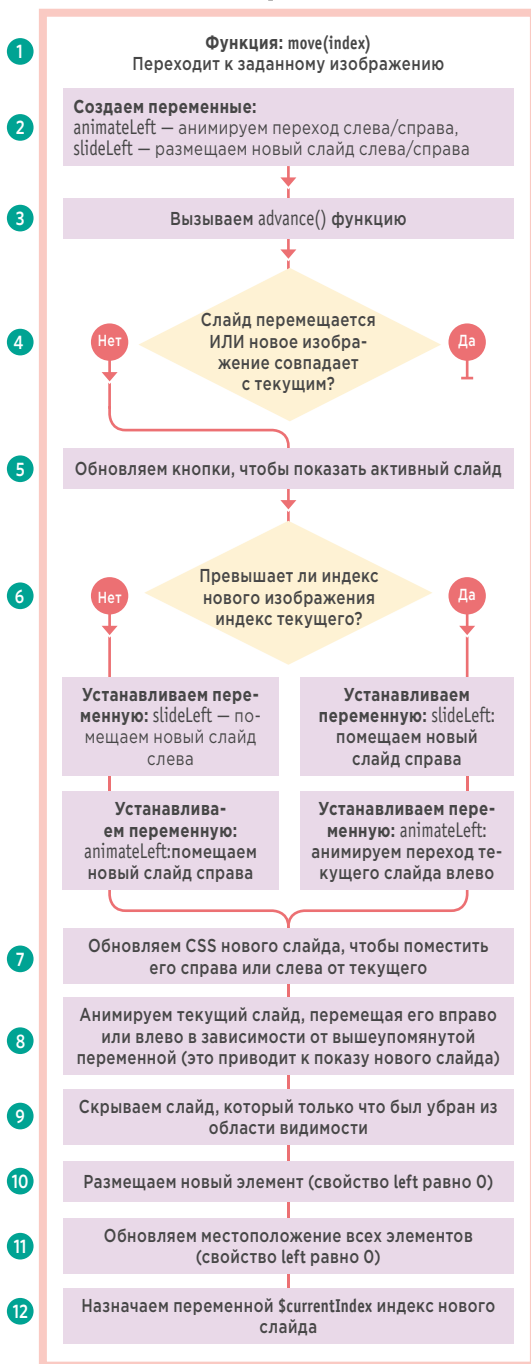 1
Функция: move(index)
Переходит к заданному изображению
2
Создаем переменные:
animateLeft — анимируем переход слева/справа,
slideLeft — размещаем новый слайд слева/справа
3
Вызываем advance() функцию
4
Нет
Слайд перемещается
ИЛИ новое изобра-
жение совпадает
с текущим?
Да
5
Обновляем кнопки, чтобы показать активный слайд
6
Нет
Превышает ли индекс
нового изображения
индекс текущего?
Да
Устанавливаем пере-
менную: slideLeft — по-
мещаем новый слайд
слева
Устанавливаем
переменную: slideLeft:
помещаем новый
слайд справа
Устанавлива-
ем переменную:
animateLeft:помещаем
новый слайд справа
Устанавливаем пере-
менную: animateLeft:
анимируем переход те-
кущего слайда влево
7
Обновляем CSS нового слайда, чтобы поместить
его справа или слева от текущего
8
Анимируем текущий слайд, перемещая его вправо
или влево в зависимости от вышеупомянутой
переменной (это приводит к показу нового слайда)
9
Скрываем слайд, который только что был убран из
области видимости
10
Размещаем новый элемент (свойство left равно 0)
11
Обновляем местоположение всех элементов
(свойство left равно 0)
12
Назначаем переменной $currentIndex индекс нового
слайда